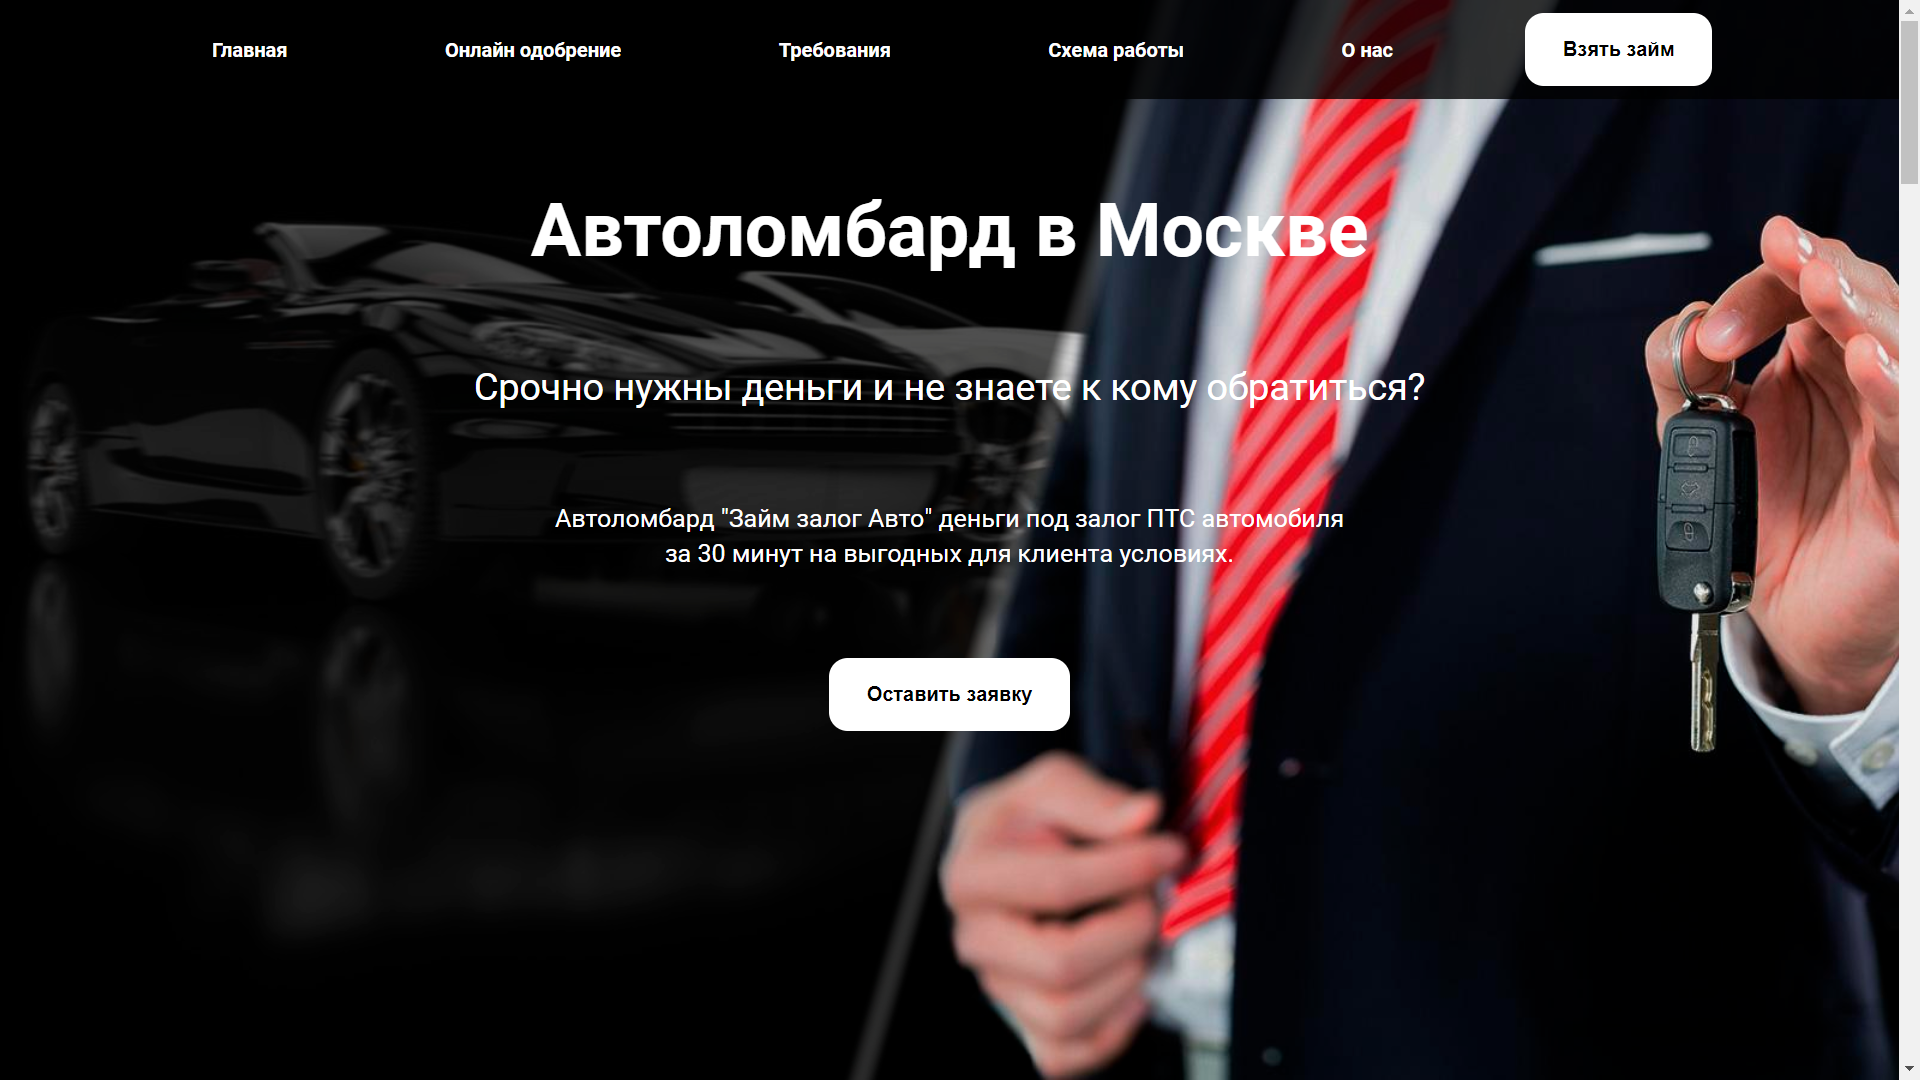 Главная
Онлайн одобрение
Требования
Схема работы
О нас
Взять займ
Автоломбард в Москве
Срочно нужны деньги и не знаете к кому обратиться?
Автоломбард "Займ залог Авто" деньги под залог ПТС автомобиля
за 30 минут на выгодных для клиента условиях.
Оставить заявку